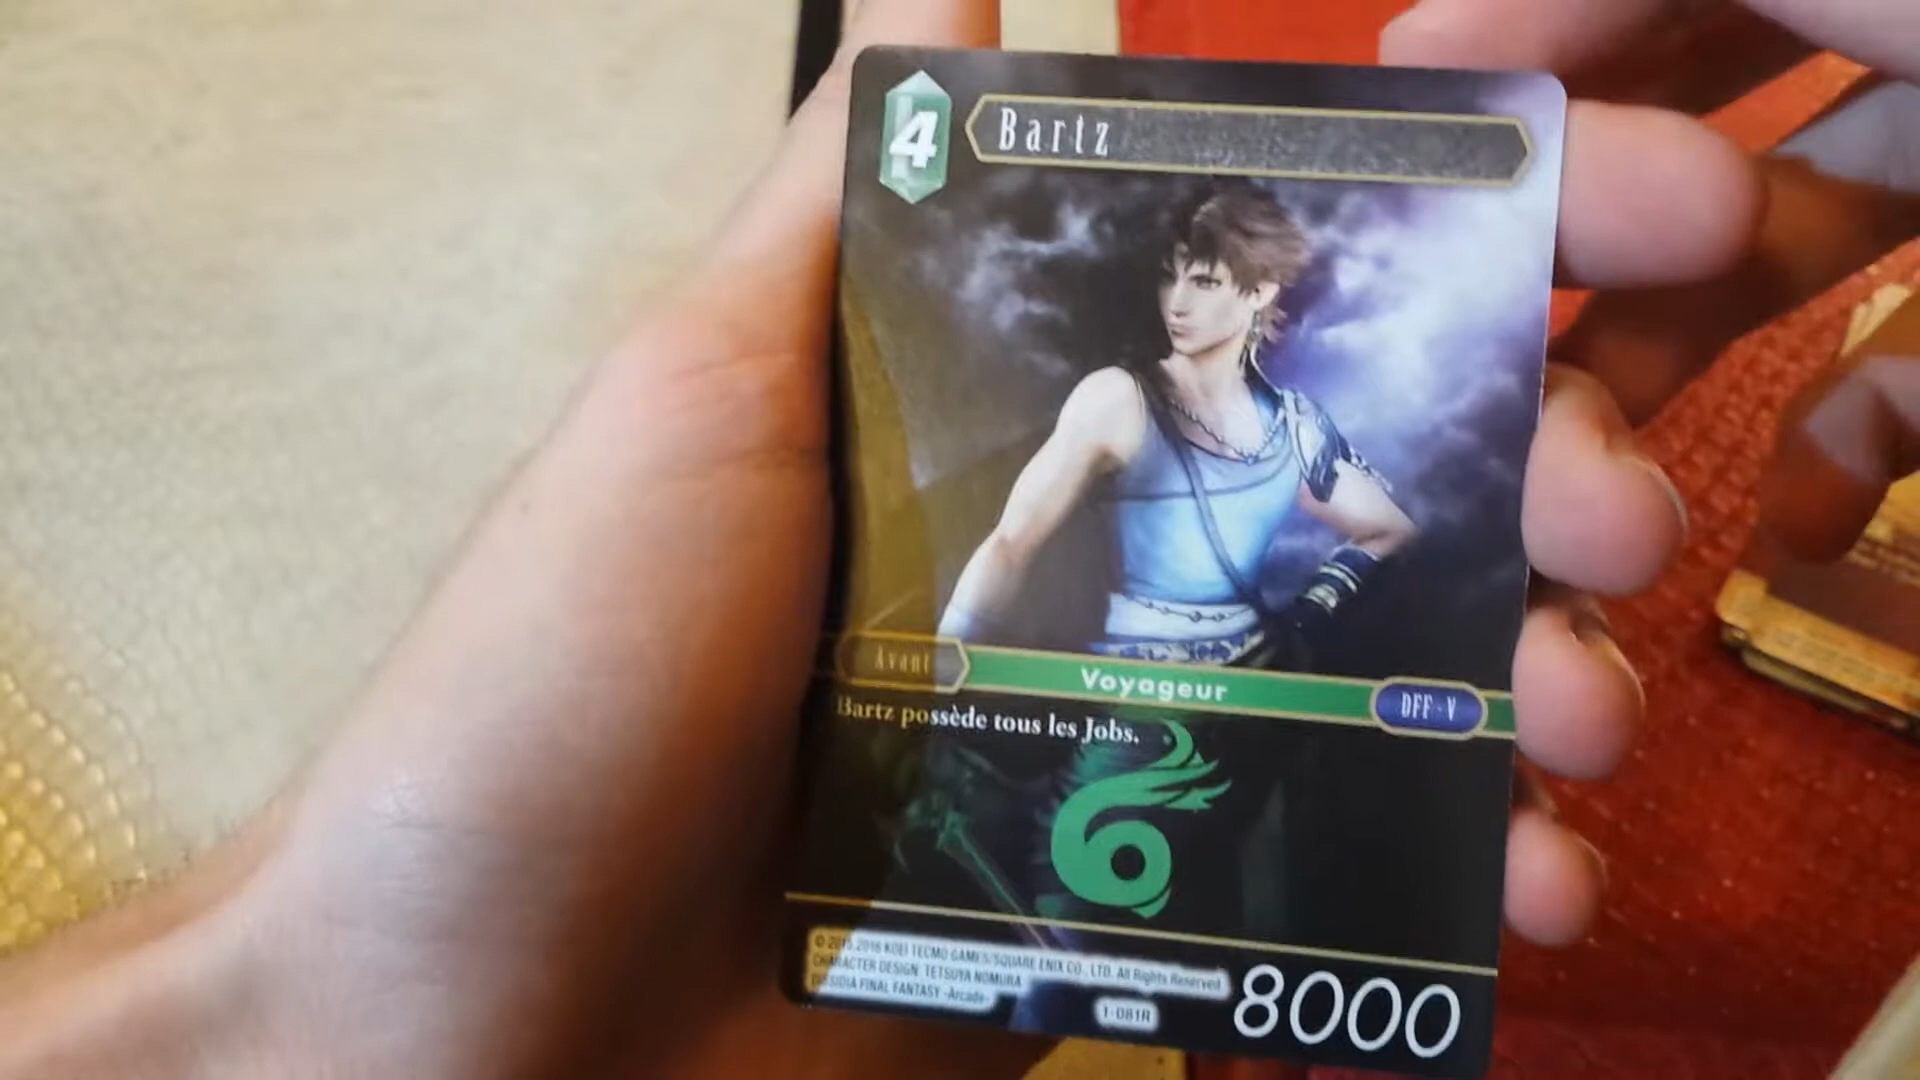 4
Bartz
Avant
Voyageur
DFF・V
Bartz possède tous les Jobs.
6
© 2015, 2016 KOEI TECMO GAMES/SQUARE ENIX CO., LTD. All Rights Reserved.
CHARACTER DESIGN: TETSUYA NOMURA
DISSIDIA FINAL FANTASY -Arcade-
1-081R
8000